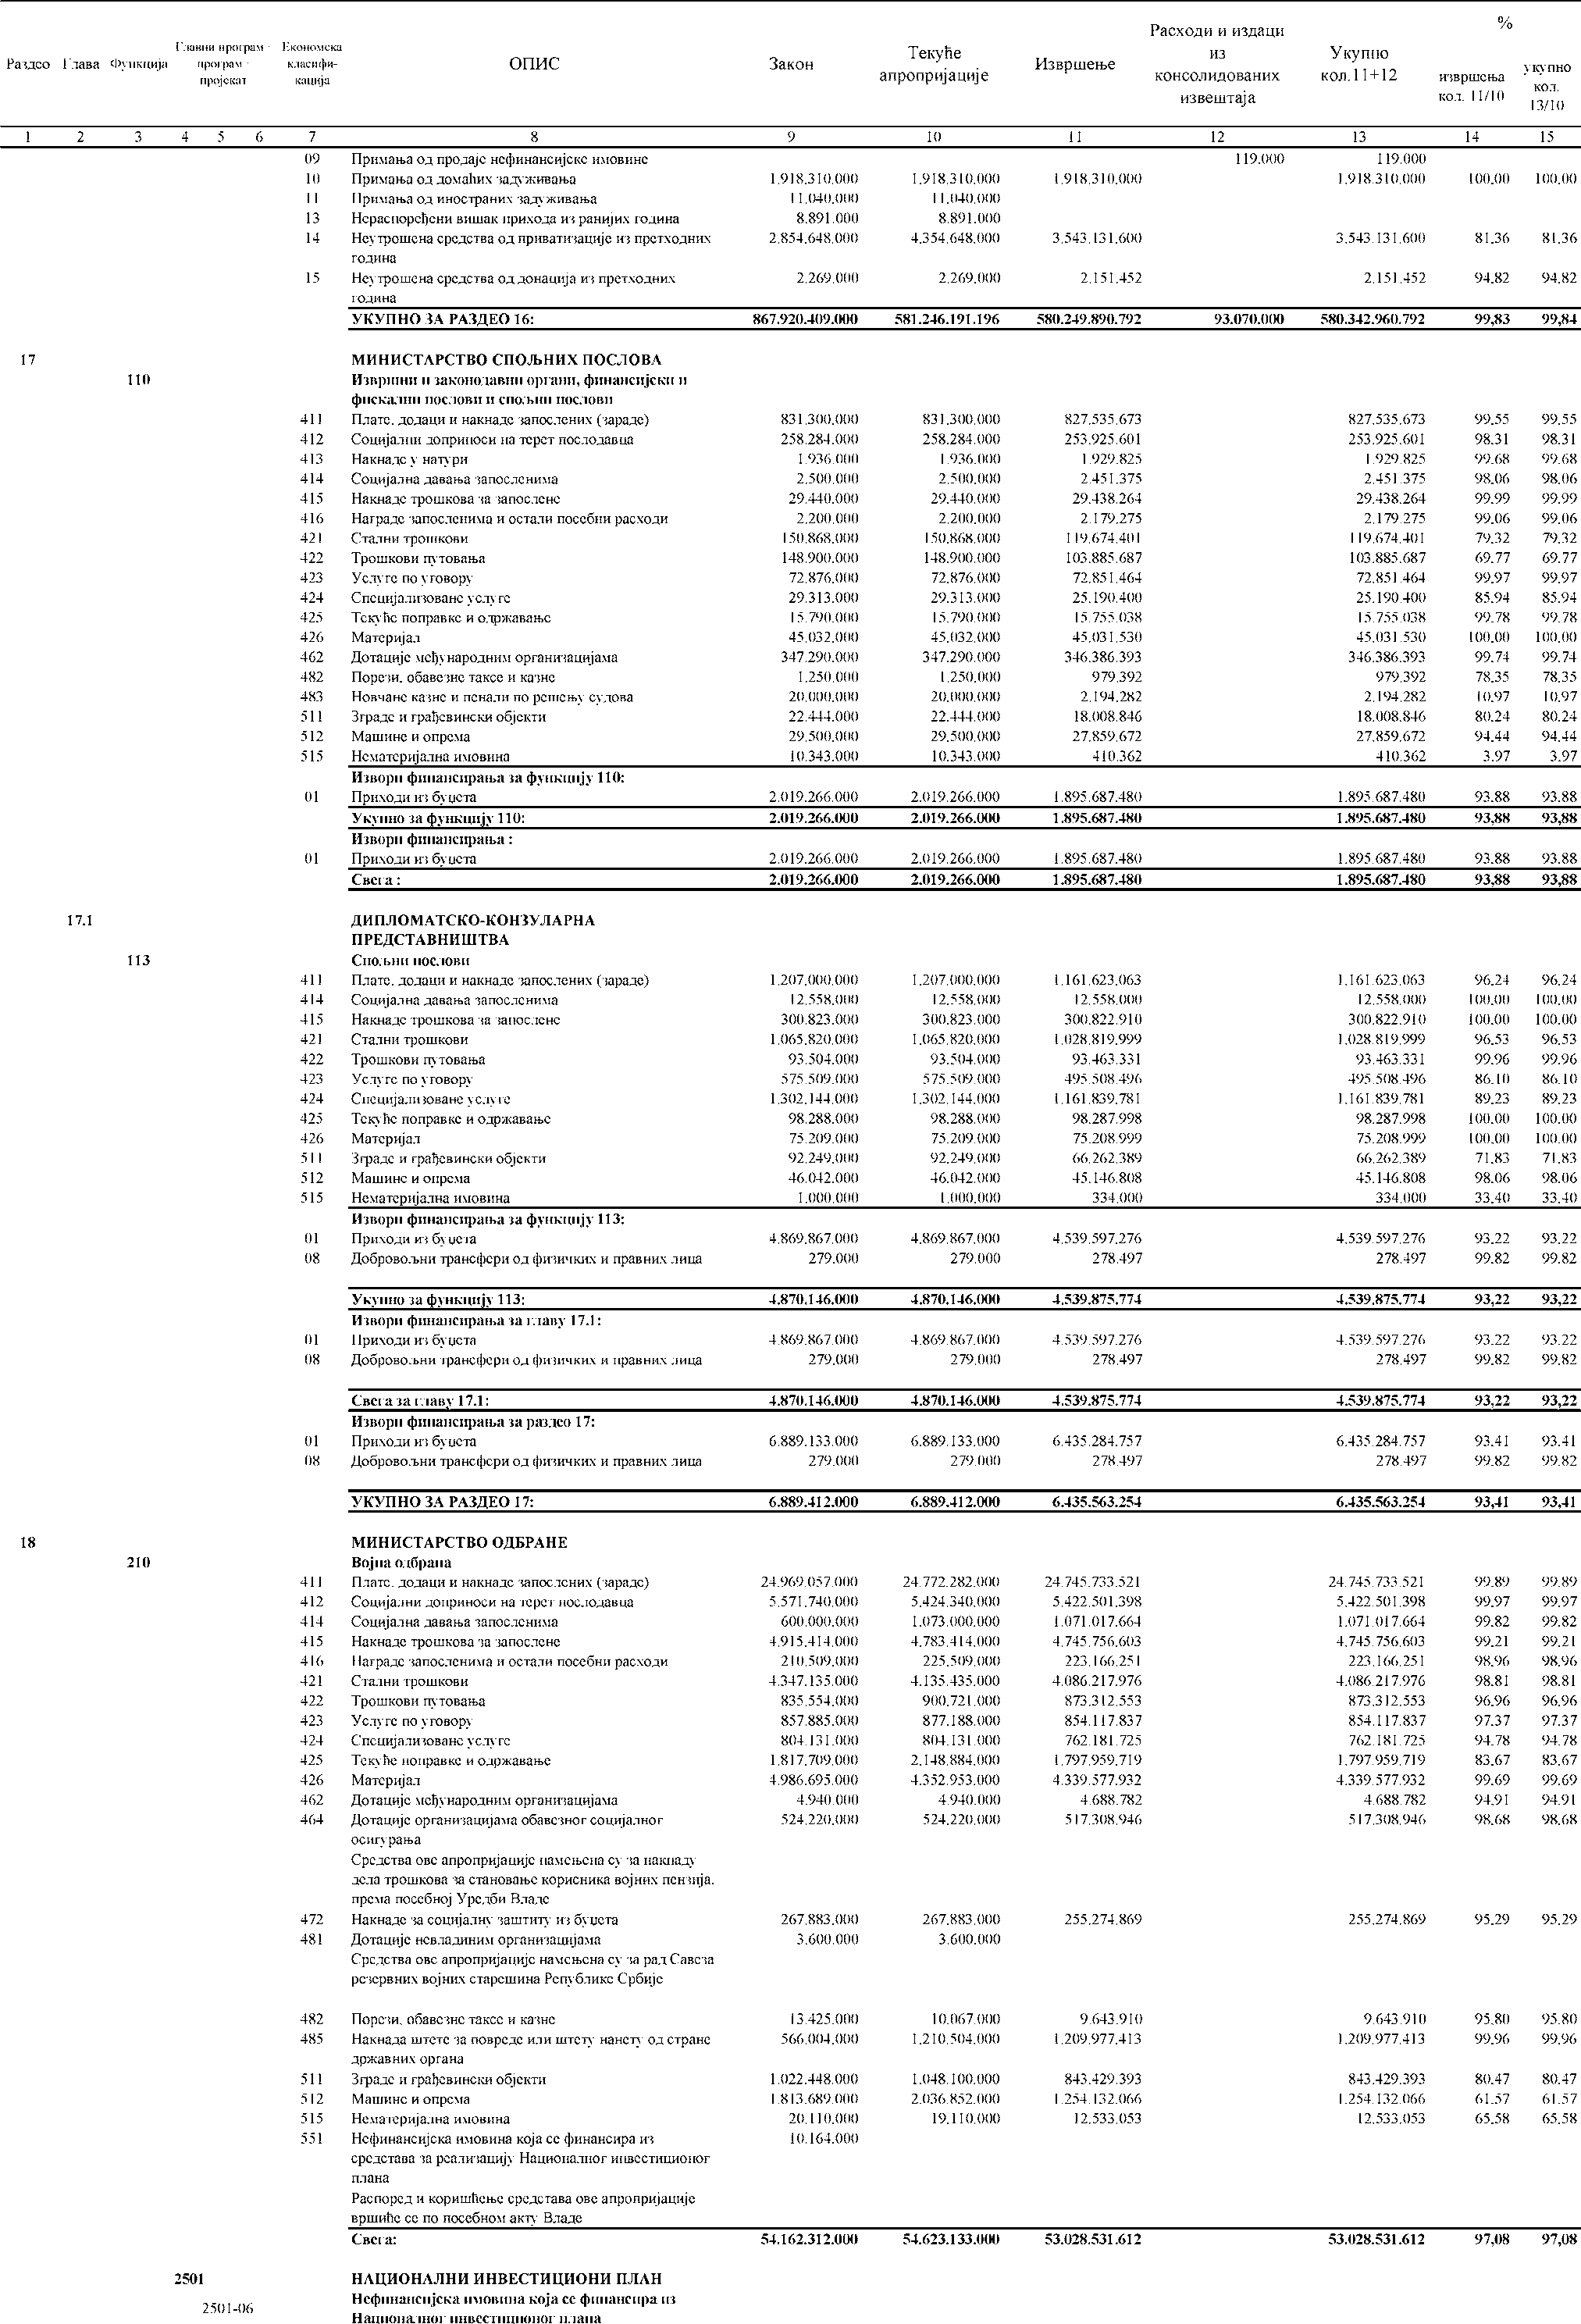 %
Раздео Глава Функција Главни програм - програм - пројекат Економска класифи-кација ОПИС Закон Текуће апропријације Извршење Расходи и издаци из консолидованих извештаја Укупно кол.11+12 извршења кол. 11/10 укупно кол. 13/10
1 2 3 4 5 6 7 8 9 10 11 12 13 14 15
09 Примања од продаје нефинансијске имовине 119.000 119.000
10 Примања од домаћих задуживања 1.918.310.000 1.918.310.000 1.918.310.000 1.918.310.000 100,00 100,00
11 Примања од иностраних задуживања 11.040.000 11.040.000
13 Нераспоређени вишак прихода из ранијих година 8.891.000 8.891.000
14 Неутрошена средства од приватизације из претходних 2.854.648.000 4.354.648.000 3.543.131.600 3.543.131.600 81,36 81,36
година
15 Неутрошена средства од донација из претходних 2.269.000 2.269.000 2.151.452 2.151.452 94,82 94,82
година
УКУПНО ЗА РАЗДЕО 16: 867.920.409.000 581.246.191.196 580.249.890.792 93.070.000 580.342.960.792 99,83 99,84
17 МИНИСТАРСТВО СПОЉНИХ ПОСЛОВА
110 Извршни и законодавни органи, финансијски и
фискални послови и спољни послови
411 Плате, додаци и накнаде запослених (зараде) 831.300.000 831.300.000 827.535.673 827.535.673 99,55 99,55
412 Социјални доприноси на терет послодавца 258.284.000 258.284.000 253.925.601 253.925.601 98,31 98,31
413 Накнаде у натури 1.936.000 1.936.000 1.929.825 1.929.825 99,68 99,68
414 Социјална давања запосленима 2.500.000 2.500.000 2.451.375 2.451.375 98,06 98,06
415 Накнаде трошкова за запослене 29.440.000 29.440.000 29.438.264 29.438.264 99,99 99,99
416 Награде запосленима и остали посебни расходи 2.200.000 2.200.000 2.179.275 2.179.275 99,06 99,06
421 Стални трошкови 150.868.000 150.868.000 119.674.401 119.674.401 79,32 79,32
422 Трошкови путовања 148.900.000 148.900.000 103.885.687 103.885.687 69,77 69,77
423 Услуге по уговору 72.876.000 72.876.000 72.851.464 72.851.464 99,97 99,97
424 Специјализоване услуге 29.313.000 29.313.000 25.190.400 25.190.400 85,94 85,94
425 Текуће поправке и одржавање 15.790.000 15.790.000 15.755.038 15.755.038 99,78 99,78
426 Материјал 45.032.000 45.032.000 45.031.530 45.031.530 100,00 100,00
462 Дотације међународним организацијама 347.290.000 347.290.000 346.386.393 346.386.393 99,74 99,74
482 Порези, обавезне таксе и казне 1.250.000 1.250.000 979.392 979.392 78,35 78,35
483 Новчане казне и пенали по решењу судова 20.000.000 20.000.000 2.194.282 2.194.282 10,97 10,97
511 Зграде и грађевински објекти 22.444.000 22.444.000 18.008.846 18.008.846 80,24 80,24
512 Машине и опрема 29.500.000 29.500.000 27.859.672 27.859.672 94,44 94,44
515 Нематеријална имовина 10.343.000 10.343.000 410.362 410.362 3,97 3,97
Извори финансирања за функцију 110:
01 Приходи из буџета 2.019.266.000 2.019.266.000 1.895.687.480 1.895.687.480 93,88 93,88
Укупно за функцију 110: 2.019.266.000 2.019.266.000 1.895.687.480 1.895.687.480 93,88 93,88
Извори финансирања :
01 Приходи из буџета 2.019.266.000 2.019.266.000 1.895.687.480 1.895.687.480 93,88 93,88
Свега : 2.019.266.000 2.019.266.000 1.895.687.480 1.895.687.480 93,88 93,88
17.1 ДИПЛОМАТСКО-КОНЗУЛАРНА
ПРЕДСТАВНИШТВА
113 Спољни послови
411 Плате, додаци и накнаде запослених (зараде) 1.207.000.000 1.207.000.000 1.161.623.063 1.161.623.063 96,24 96,24
414 Социјална давања запосленима 12.558.000 12.558.000 12.558.000 12.558.000 100,00 100,00
415 Накнаде трошкова за запослене 300.823.000 300.823.000 300.822.910 300.822.910 100,00 100,00
421 Стални трошкови 1.065.820.000 1.065.820.000 1.028.819.999 1.028.819.999 96,53 96,53
422 Трошкови путовања 93.504.000 93.504.000 93.463.331 93.463.331 99,96 99,96
423 Услуге по уговору 575.509.000 575.509.000 495.508.496 495.508.496 86,10 86,10
424 Специјализоване услуге 1.302.144.000 1.302.144.000 1.161.839.781 1.161.839.781 89,23 89,23
425 Текуће поправке и одржавање 98.288.000 98.288.000 98.287.998 98.287.998 100,00 100,00
426 Материјал 75.209.000 75.209.000 75.208.999 75.208.999 100,00 100,00
511 Зграде и грађевински објекти 92.249.000 92.249.000 66.262.389 66.262.389 71,83 71,83
512 Машине и опрема 46.042.000 46.042.000 45.146.808 45.146.808 98,06 98,06
515 Нематеријална имовина 1.000.000 1.000.000 334.000 334.000 33,40 33,40
Извори финансирања за функцију 113:
01 Приходи из буџета 4.869.867.000 4.869.867.000 4.539.597.276 4.539.597.276 93,22 93,22
08 Добровољни трансфери од физичких и правних лица 279.000 279.000 278.497 278.497 99,82 99,82
Укупно за функцију 113: 4.870.146.000 4.870.146.000 4.539.875.774 4.539.875.774 93,22 93,22
Извори финансирања за главу 17.1:
01 Приходи из буџета 4.869.867.000 4.869.867.000 4.539.597.276 4.539.597.276 93,22 93,22
08 Добровољни трансфери од физичких и правних лица 279.000 279.000 278.497 278.497 99,82 99,82
Свега за главу 17.1: 4.870.146.000 4.870.146.000 4.539.875.774 4.539.875.774 93,22 93,22
Извори финансирања за раздео 17:
01 Приходи из буџета 6.889.133.000 6.889.133.000 6.435.284.757 6.435.284.757 93,41 93,41
08 Добровољни трансфери од физичких и правних лица 279.000 279.000 278.497 278.497 99,82 99,82
УКУПНО ЗА РАЗДЕО 17: 6.889.412.000 6.889.412.000 6.435.563.254 6.435.563.254 93,41 93,41
18 МИНИСТАРСТВО ОДБРАНЕ
210 Војна одбрана
411 Плате, додаци и накнаде запослених (зараде) 24.969.057.000 24.772.282.000 24.745.733.521 24.745.733.521 99,89 99,89
412 Социјални доприноси на терет послодавца 5.571.740.000 5.424.340.000 5.422.501.398 5.422.501.398 99,97 99,97
414 Социјална давања запосленима 600.000.000 1.073.000.000 1.071.017.664 1.071.017.664 99,82 99,82
415 Накнаде трошкова за запослене 4.915.414.000 4.783.414.000 4.745.756.603 4.745.756.603 99,21 99,21
416 Награде запосленима и остали посебни расходи 210.509.000 225.509.000 223.166.251 223.166.251 98,96 98,96
421 Стални трошкови 4.347.135.000 4.135.435.000 4.086.217.976 4.086.217.976 98,81 98,81
422 Трошкови путовања 835.554.000 900.721.000 873.312.553 873.312.553 96,96 96,96
423 Услуге по уговору 857.885.000 877.188.000 854.117.837 854.117.837 97,37 97,37
424 Специјализоване услуге 804.131.000 804.131.000 762.181.725 762.181.725 94,78 94,78
425 Текуће поправке и одржавање 1.817.709.000 2.148.884.000 1.797.959.719 1.797.959.719 83,67 83,67
426 Материјал 4.986.695.000 4.352.953.000 4.339.577.932 4.339.577.932 99,69 99,69
462 Дотације међународним организацијама 4.940.000 4.940.000 4.688.782 4.688.782 94,91 94,91
464 Дотације организацијама обавезног социјалног 524.220.000 524.220.000 517.308.946 517.308.946 98,68 98,68
осигурања
Средства ове апропријације намењена су за накнаду
дела трошкова за становање корисника војних пензија,
према посебној Уредби Владе
472 Накнаде за социјалну заштиту из буџета 267.883.000 267.883.000 255.274.869 255.274.869 95,29 95,29
481 Дотације невладиним организацијама 3.600.000 3.600.000
Средства ове апропријације намењена су за рад Савеза
резервних војних старешина Републике Србије
482 Порези, обавезне таксе и казне 13.425.000 10.067.000 9.643.910 9.643.910 95,80 95,80
485 Накнада штете за повреде или штету нанету од стране 566.004.000 1.210.504.000 1.209.977.413 1.209.977.413 99,96 99,96
државних органа
511 Зграде и грађевински објекти 1.022.448.000 1.048.100.000 843.429.393 843.429.393 80,47 80,47
512 Машине и опрема 1.813.689.000 2.036.852.000 1.254.132.066 1.254.132.066 61,57 61,57
515 Нематеријална имовина 20.110.000 19.110.000 12.533.053 12.533.053 65,58 65,58
551 Нефинансијска имовина која се финансира из 10.164.000
средстава за реализацију Националног инвестиционог
плана
Распоред и коришћење средстава ове апропријације
вршиће се по посебном акту Владе
Свега: 54.162.312.000 54.623.133.000 53.028.531.612 53.028.531.612 97,08 97,08
2501 НАЦИОНАЛНИ ИНВЕСТИЦИОНИ ПЛАН
2501-06 Нефинансијска имовина која се финансира из
Националног инвестиционог плана